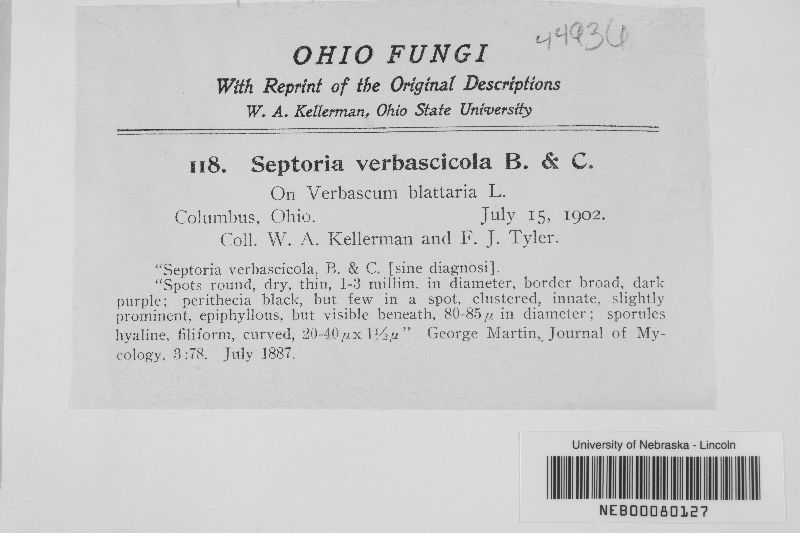 44936
OHIO FUNGI
With Reprint of the Original Descriptions
W. A. Kellerman, Ohio State University
118. Septoria verbascicola B. & C.
On Verbascum blattaria L.
Columbus, Ohio. July 15, 1902.
Coll. W. A. Kellerman and F. J. Tyler.
"Septoria verbascicola, B. & C. [sine diagnosi].
"Spots round, dry, thin, 1-3 millim. in diameter, border broad, dark
purple; perithecia black, but few in a spot, clustered, innate, slightly
prominent, epiphyllous, but visible beneath, 80-85 µ in diameter; sporules
hyaline, filiform, curved, 20-40 µ x 1½ µ" George Martin, Journal of My-
cology, 3:78. July 1887.
University of Nebraska - Lincoln
NEB00080127